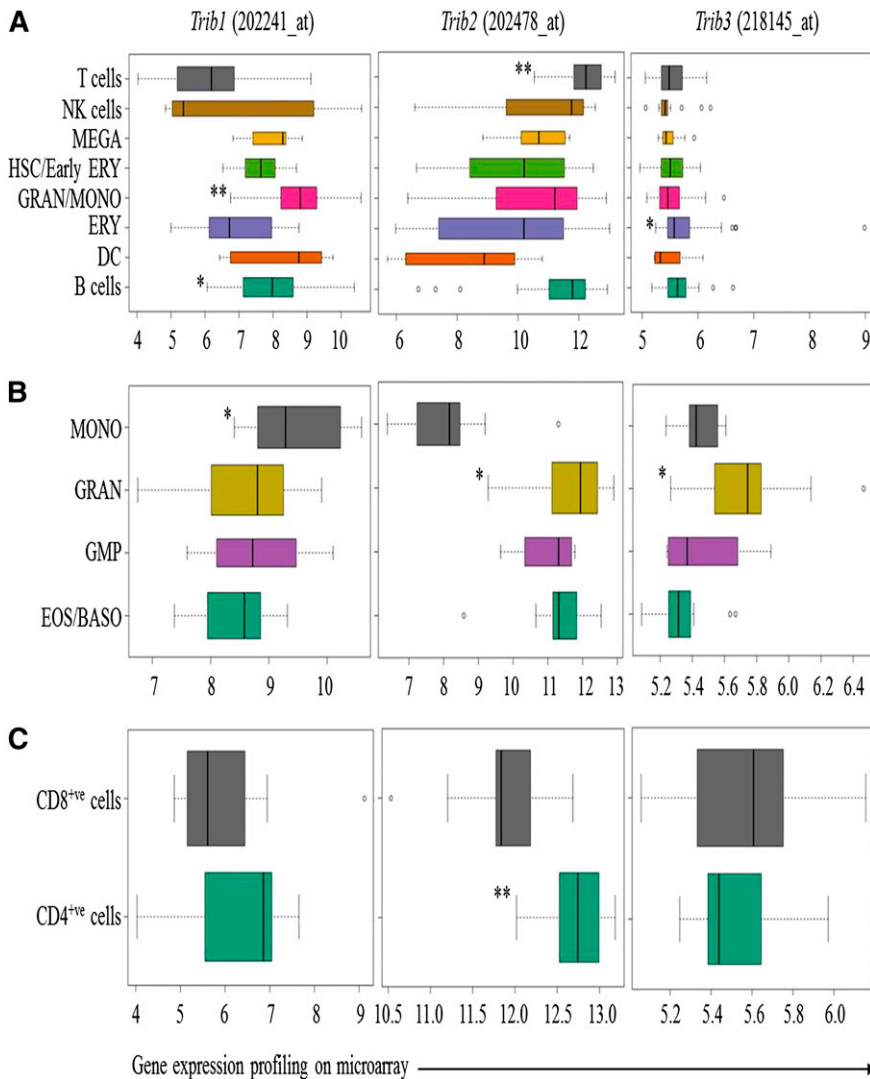 A
Trib1 (202241_at) Trib2 (202478_at) Trib3 (218145_at)
T cells **
NK cells
MEGA
HSC/Early ERY
GRAN/MONO **
ERY *
DC
B cells *
4 5 6 7 8 9 10
6 8 10 12
5 6 7 8 9
B
MONO *
GRAN * *
GMP
EOS/BASO
7 8 9 10
7 8 9 10 11 12 13
5.2 5.4 5.6 5.8 6.0 6.2 6.4
C
CD8+ve cells
CD4+ve cells **
4 5 6 7 8 9
10.5 11.0 11.5 12.0 12.5 13.0
5.2 5.4 5.6 5.8 6.0
Gene expression profiling on microarray